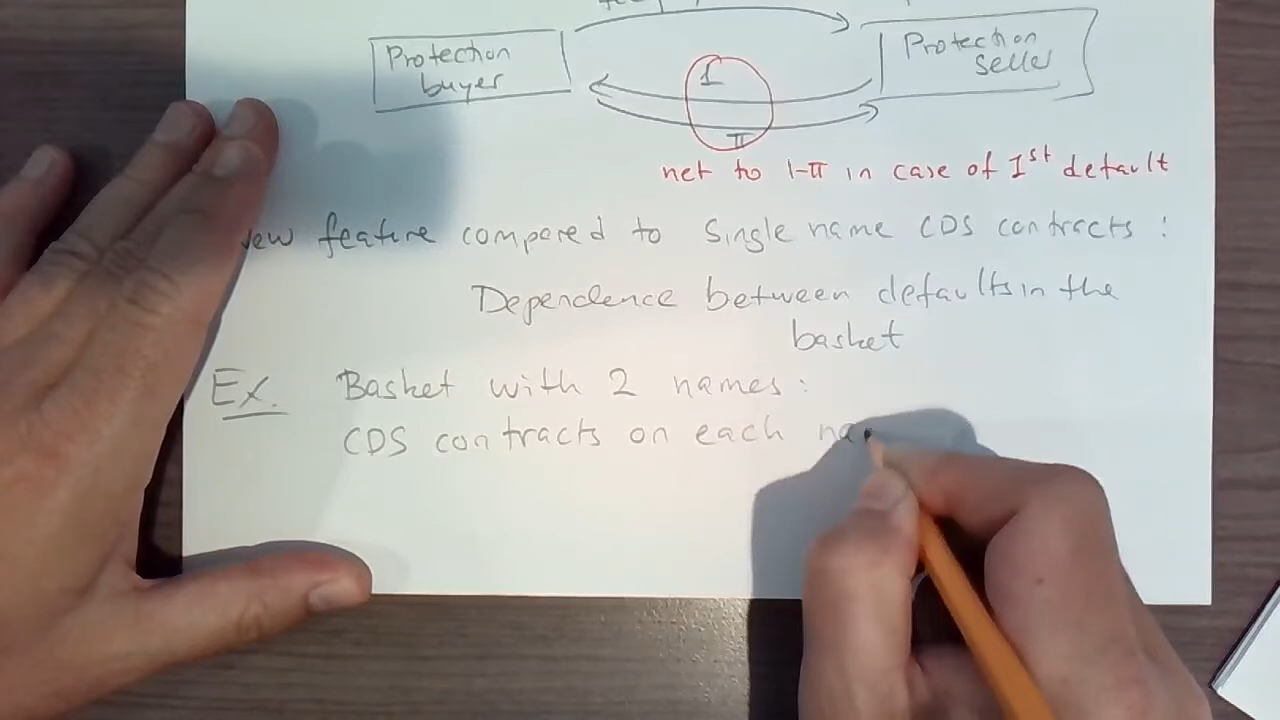 Protection
buyer
Protection
seller
1
π
net to 1-π in case of 1st default
feature compared to Single name CDS contracts :
Dependence between defaults in the
basket
Ex. Basket with 2 names :
CDS contracts on each